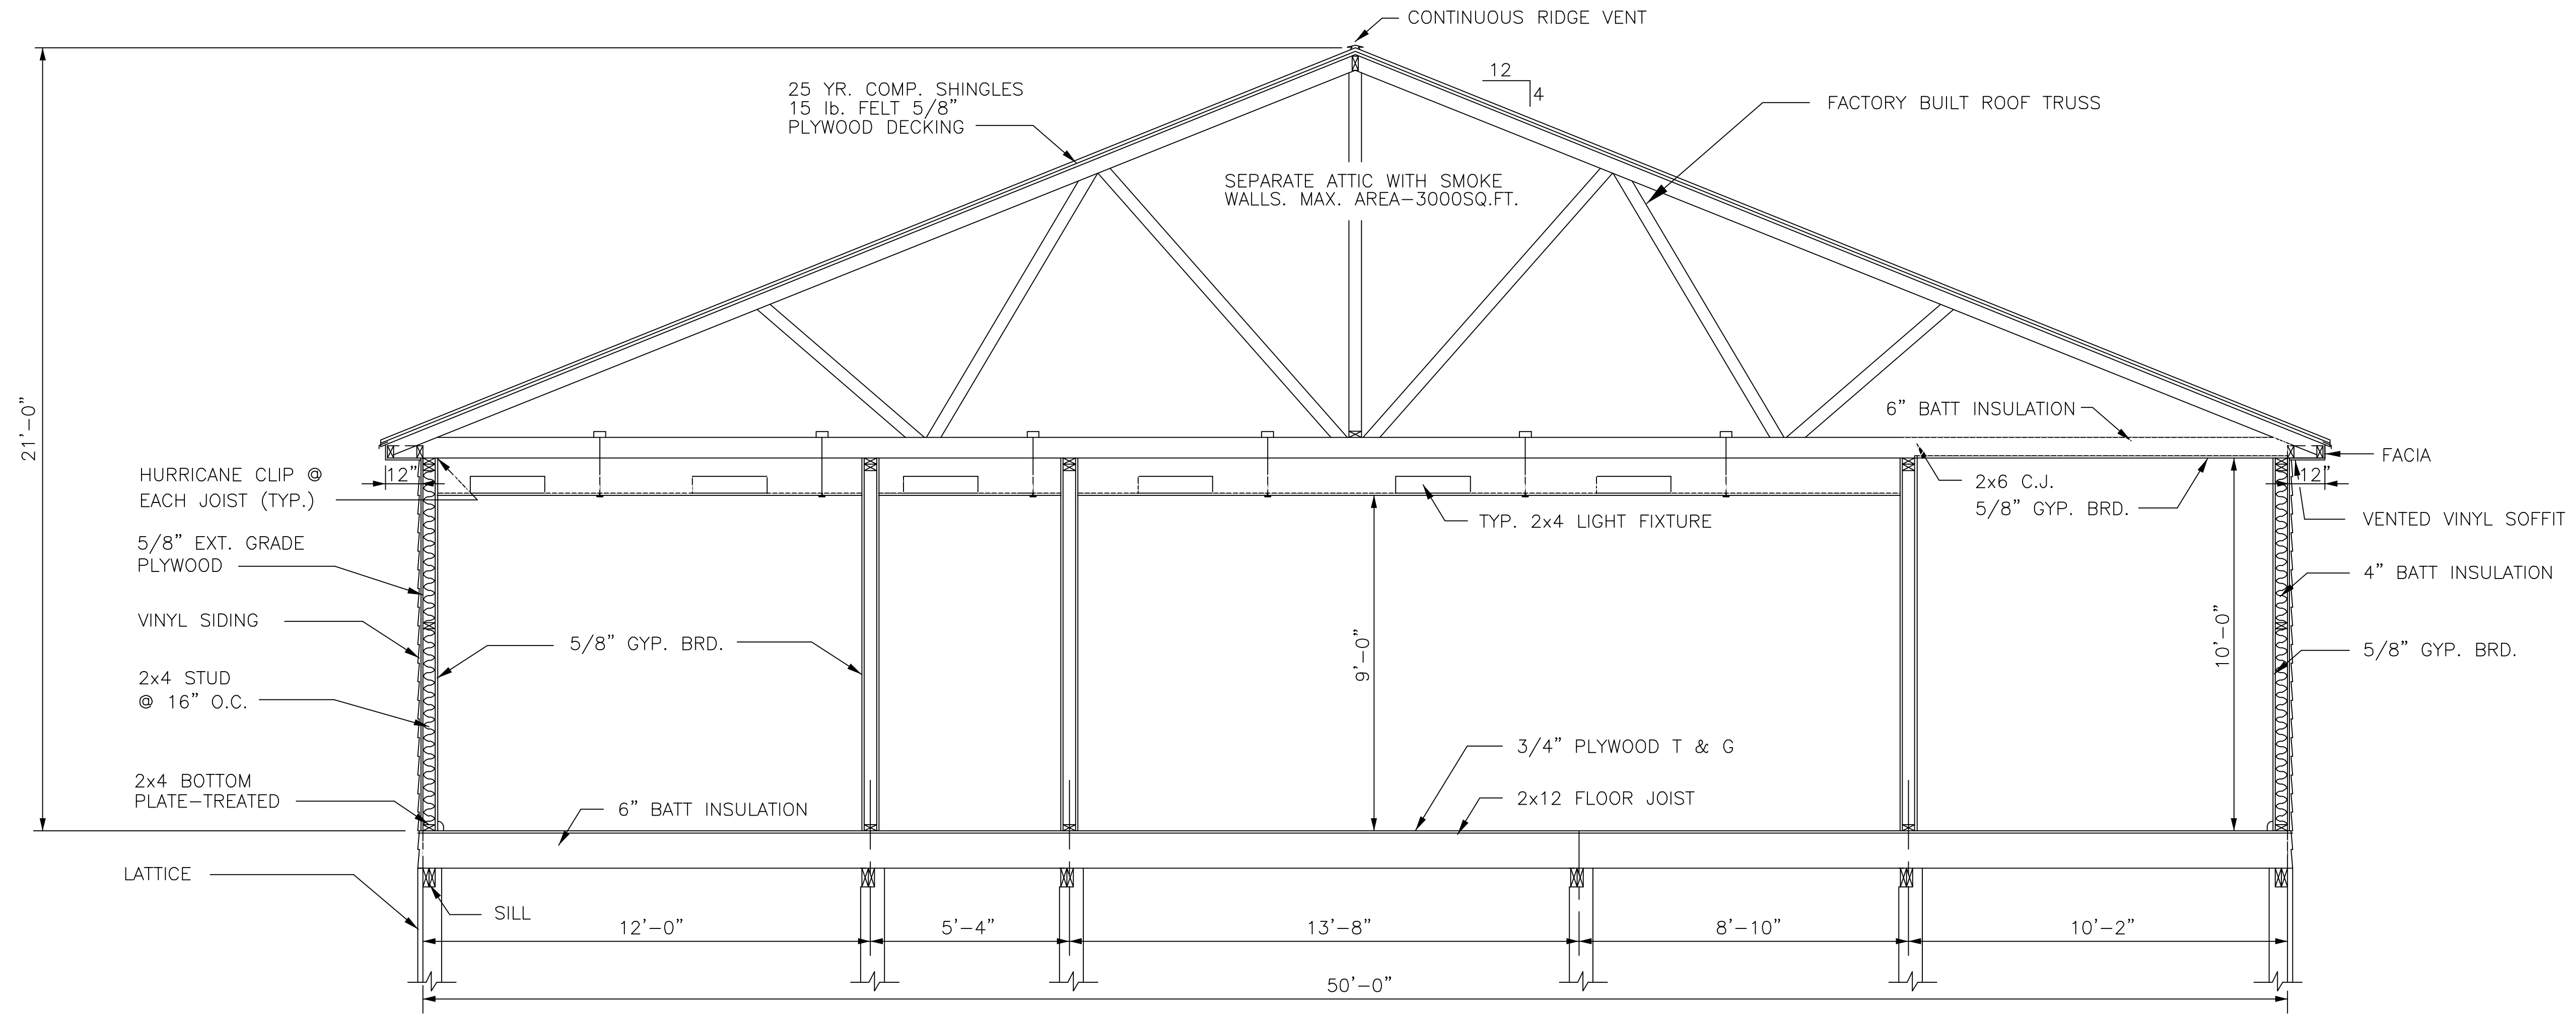 CONTINUOUS RIDGE VENT
12
4
25 YR. COMP. SHINGLES
15 lb. FELT 5/8”
PLYWOOD DECKING
FACTORY BUILT ROOF TRUSS
SEPARATE ATTIC WITH SMOKE
WALLS. MAX. AREA-3000SQ.FT.
21’-0”
6” BATT INSULATION
HURRICANE CLIP @
EACH JOIST (TYP.)
12”
FACIA
12”
2x6 C.J.
5/8” GYP. BRD.
TYP. 2x4 LIGHT FIXTURE
VENTED VINYL SOFFIT
5/8” EXT. GRADE
PLYWOOD
4” BATT INSULATION
VINYL SIDING
5/8” GYP. BRD.
9’-0”
10’-0”
5/8” GYP. BRD.
2x4 STUD
@ 16” O.C.
3/4” PLYWOOD T & G
2x12 FLOOR JOIST
2x4 BOTTOM
PLATE-TREATED
6” BATT INSULATION
LATTICE
SILL
12’-0”
5’-4”
13’-8”
8’-10”
10’-2”
50’-0”